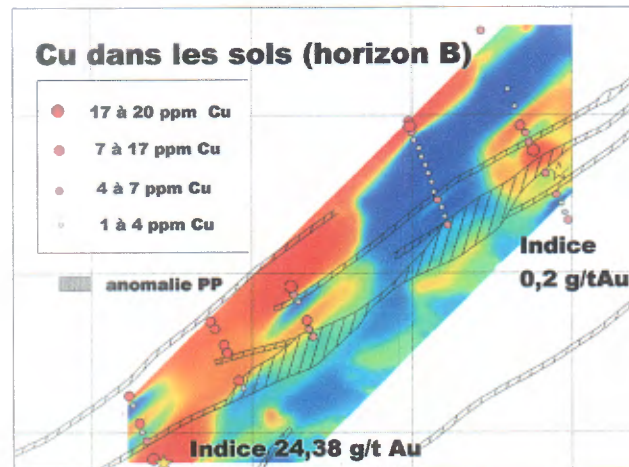 Cu dans les sols (horizon B)
17 à 20 ppm Cu
7 à 17 ppm Cu
4 à 7 ppm Cu
1 à 4 ppm Cu
anomalie PP
Indice
0,2 g/tAu
Indice 24,38 g/t Au